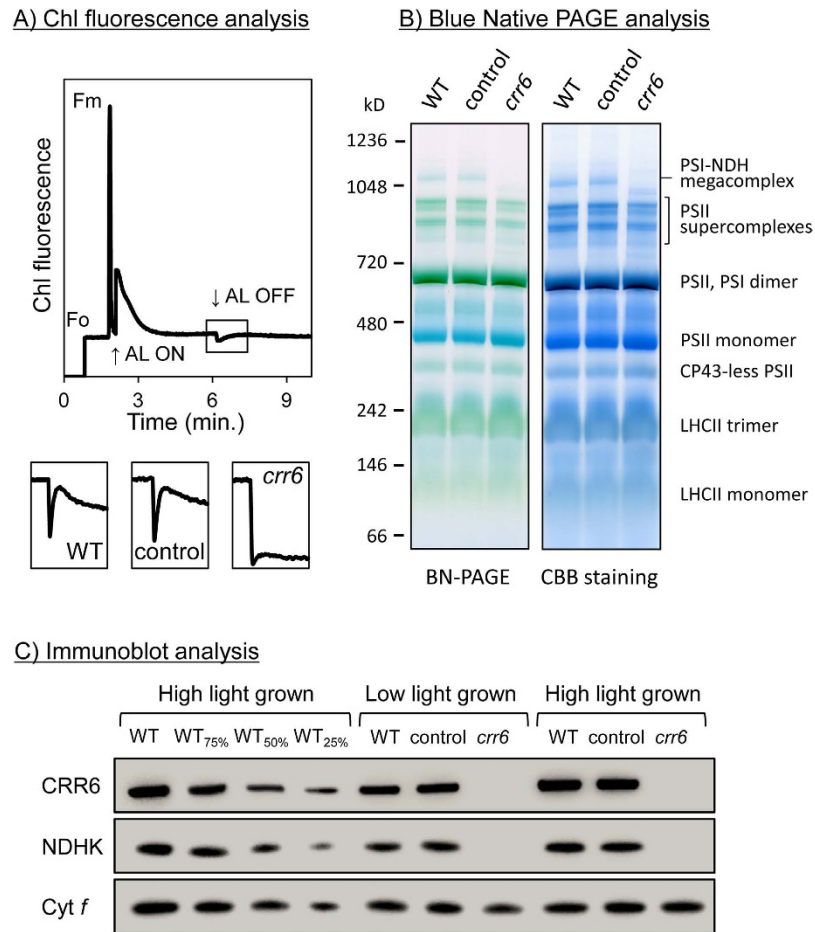 A) Chl fluorescence analysis
Chl fluorescence
Fm
Fo
↑ AL ON
↓ AL OFF
0 3 6 9
Time (min.)
WT
control
crr6
B) Blue Native PAGE analysis
kD
WT control crr6 WT control crr6
1236
1048
720
480
242
146
66
PSI-NDH
megacomplex
PSII
supercomplexes
PSII, PSI dimer
PSII monomer
CP43-less PSII
LHCII trimer
LHCII monomer
BN-PAGE CBB staining
C) Immunoblot analysis
High light grown Low light grown High light grown
WT WT75% WT50% WT25% WT control crr6 WT control crr6
CRR6
NDHK
Cyt f